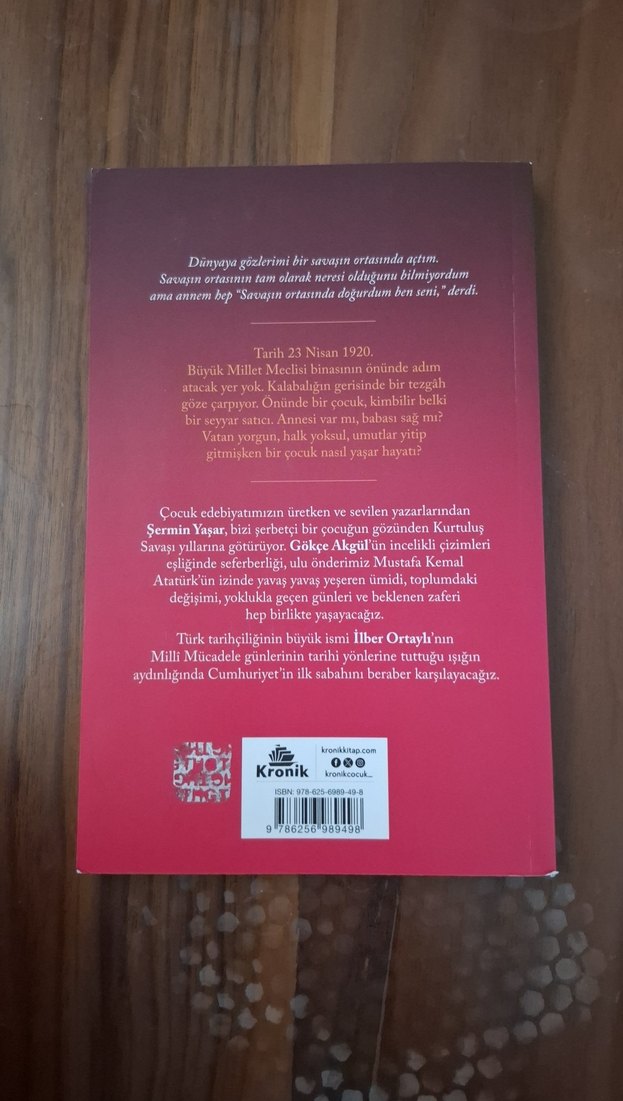 Dünyaya gözlerimi bir savaşın ortasında açtım.
Savaşın ortasının tam olarak neresi olduğunu bilmiyordum
ama annem hep “Savaşın ortasında doğurdum ben seni,” derdi.
Tarih 23 Nisan 1920.
Büyük Millet Meclisi binasının önünde adım
atacak yer yok. Kalabalığın gerisinde bir tezgâh
göze çarpıyor. Önünde bir çocuk, kimbilir belki
bir seyyar satıcı. Annesi var mı, babası sağ mı?
Vatan yorgun, halk yoksul, umutlar yitip
gitmişken bir çocuk nasıl yaşar hayatı?
Çocuk edebiyatımızın üretken ve sevilen yazarlarından
Şermin Yaşar, bizi şerbetçi bir çocuğun gözünden Kurtuluş
Savaşı yıllarına götürüyor. Gökçe Akgül’ün incelikli çizimleri
eşliğinde seferberliği, ulu önderimiz Mustafa Kemal
Atatürk’ün izinde yavaş yavaş yeşeren ümidi, toplumdaki
değişimi, yoklukla geçen günleri ve beklenen zaferi
hep birlikte yaşayacağız.
Türk tarihçiliğinin büyük ismi İlber Ortaylı’nın
Millî Mücadele günlerinin tarihi yönlerine tuttuğu ışığın
aydınlığında Cumhuriyet’in ilk sabahını beraber karşılayacağız.
Kronik
kronikkitap.com
kronikcocuk_
ISBN: 978-625-6989-49-8
9 786256 989498